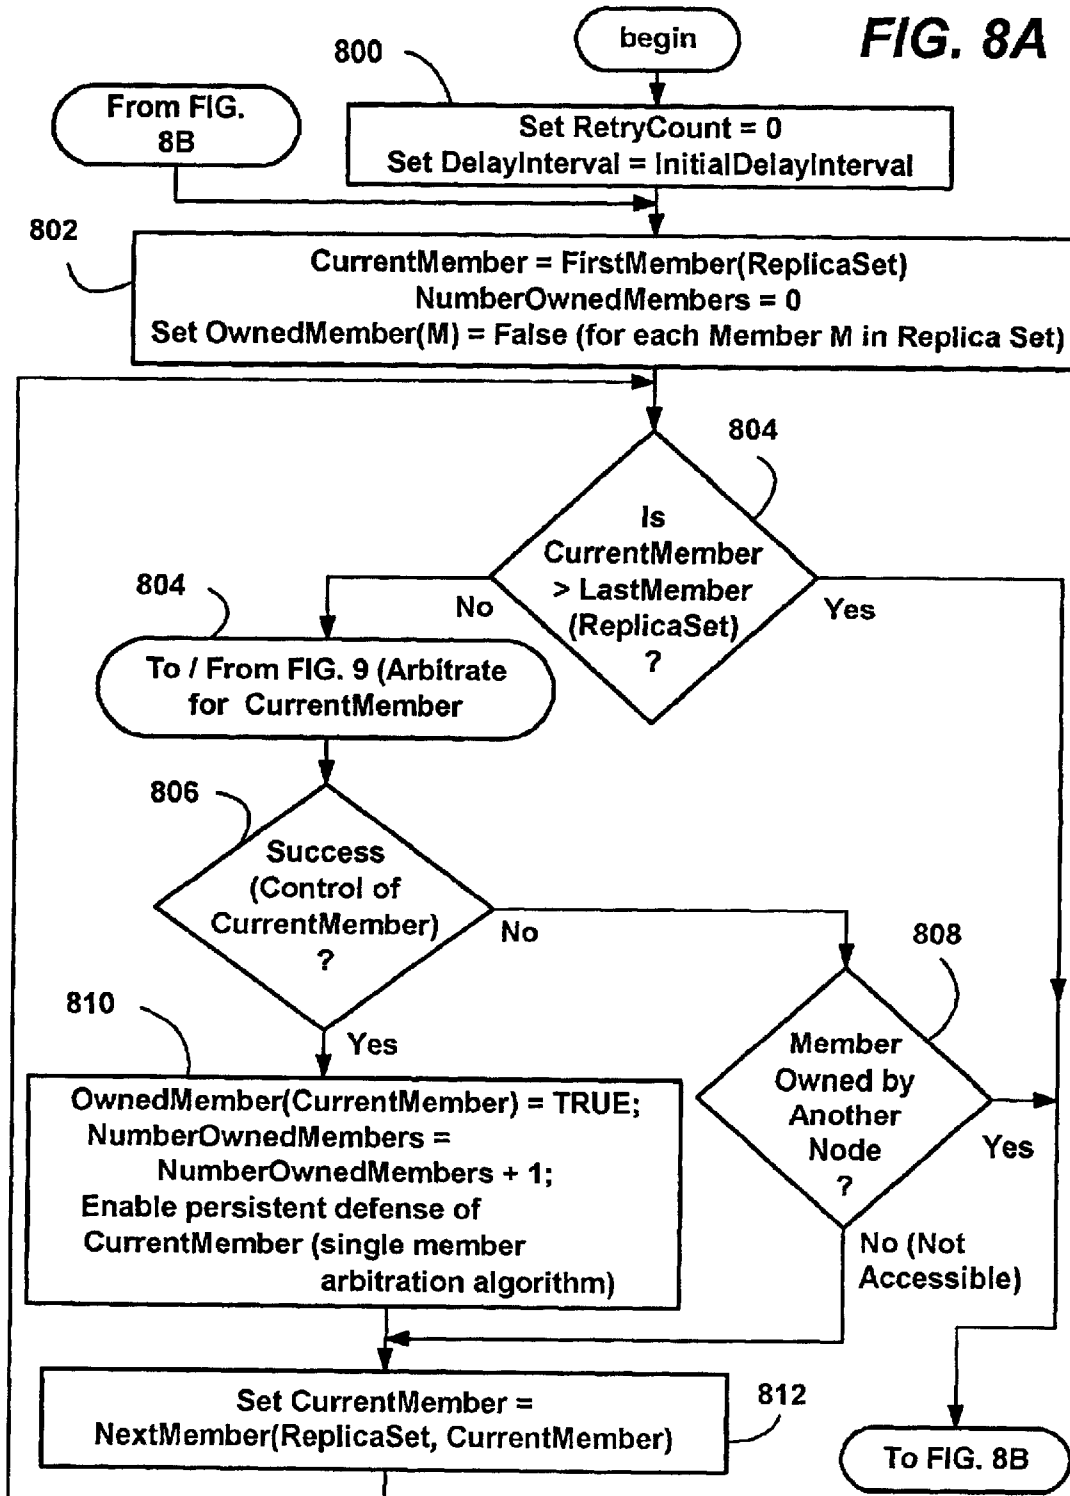 FIG. 8A
begin
800
From FIG.
8B
Set RetryCount = 0
Set DelayInterval = InitialDelayInterval
802
CurrentMember = FirstMember(ReplicaSet)
NumberOwnedMembers = 0
Set OwnedMember(M) = False (for each Member M in Replica Set)
804
Is
CurrentMember
> LastMember
(ReplicaSet)
?
No
Yes
804
To / From FIG. 9 (Arbitrate
for CurrentMember
806
Success
(Control of
CurrentMember)
?
No
Yes
808
Member
Owned by
Another
Node
?
Yes
No (Not
Accessible)
810
OwnedMember(CurrentMember) = TRUE;
NumberOwnedMembers =
NumberOwnedMembers + 1;
Enable persistent defense of
CurrentMember (single member
arbitration algorithm)
Set CurrentMember =
NextMember(ReplicaSet, CurrentMember)
812
To FIG. 8B